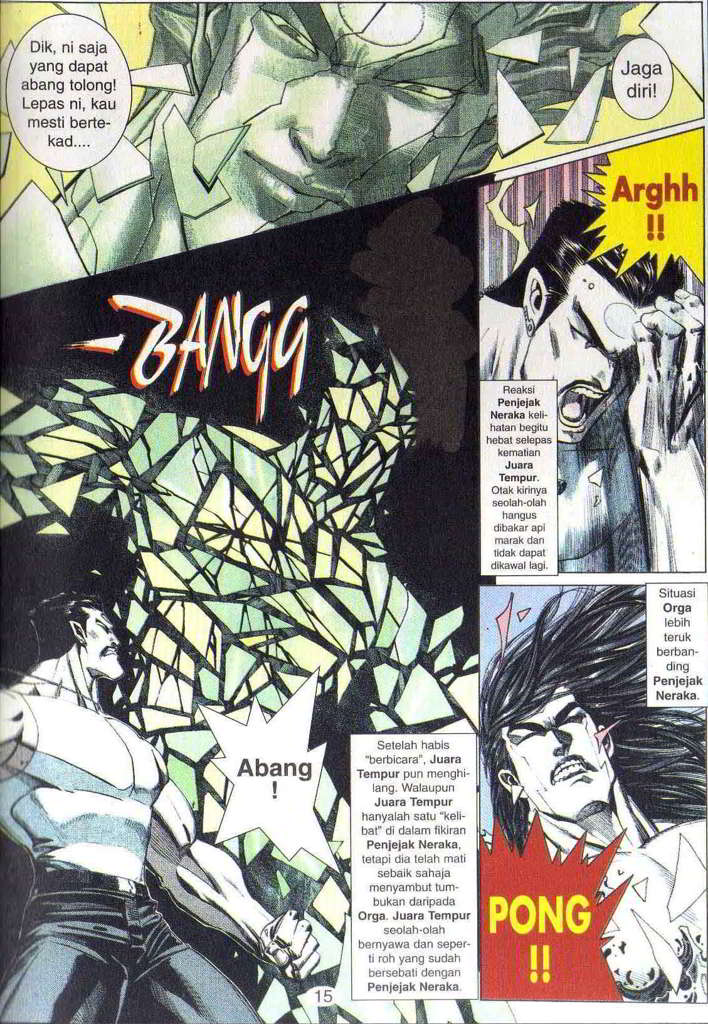 Dik, ni saja
yang dapat
abang tolong!
Lepas ni, kau
mesti berte-
kad....
Jaga
diri!
Arghh
!!
BANGG
Reaksi
Penjejak
Neraka keli-
hatan begitu
hebat selepas
kematian
Juara
Tempur.
Otak kirinya
seolah-olah
hangus
dibakar api
marak dan
tidak dapat
dikawal lagi.
Abang
!
Setelah habis
"berbicara", Juara
Tempur pun menghi-
lang. Walaupun
Juara Tempur
hanyalah satu "keli-
bat" di dalam fikiran
Penjejak Neraka,
tetapi dia telah mati
sebaik sahaja
menyambut tum-
bukan daripada
Orga. Juara Tempur
seolah-olah
bernyawa dan seper-
ti roh yang sudah
bersebati dengan
Penjejak Neraka.
Situasi
Orga
lebih
teruk
berban-
ding
Penjejak
Neraka.
PONG
!!
15